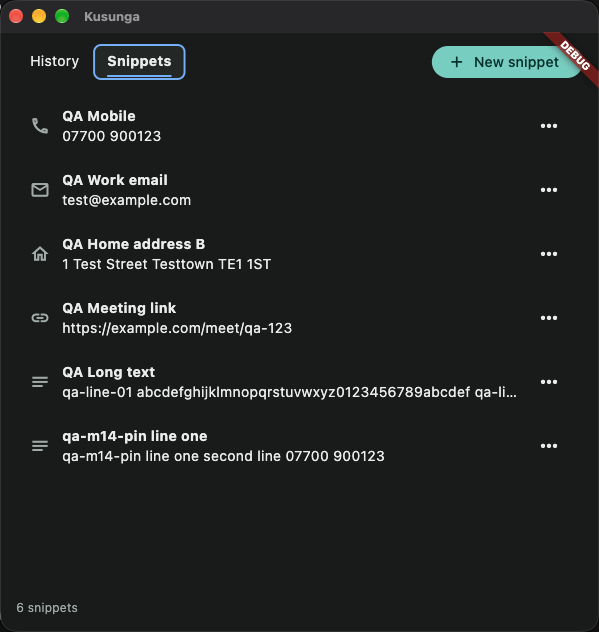 Kusunga
History
Snippets
+ New snippet
DEBUG
QA Mobile
07700 900123
QA Work email
test@example.com
QA Home address B
1 Test Street Testtown TE1 1ST
QA Meeting link
https://example.com/meet/qa-123
QA Long text
qa-line-01 abcdefghijklmnopqrstuvwxyz0123456789abcdef qa-li...
qa-m14-pin line one
qa-m14-pin line one second line 07700 900123
6 snippets